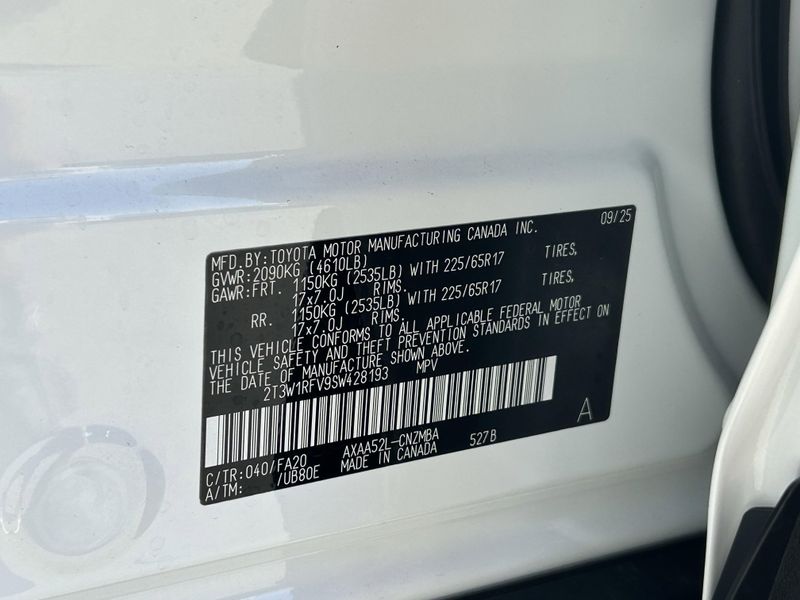 MFD.BY:TOYOTA MOTOR MANUFACTURING CANADA INC. 09/25
GVWR:2090KG (4610LB)
GAWR:FRT. 1150KG (2535LB) WITH 225/65R17 TIRES,
17x7.0J RIMS.
RR. 1150KG (2535LB) WITH 225/65R17 TIRES,
17x7.0J RIMS.
THIS VEHICLE CONFORMS TO ALL APPLICABLE FEDERAL MOTOR
VEHICLE SAFETY AND THEFT PREVENTION STANDARDS IN EFFECT ON
THE DATE OF MANUFACTURE SHOWN ABOVE.
2T3W1RFV9SW428193 MPV
A
C/TR:040/FA20 AXAA52L-CNZMBA 527B
A/TM: /UB80E MADE IN CANADA